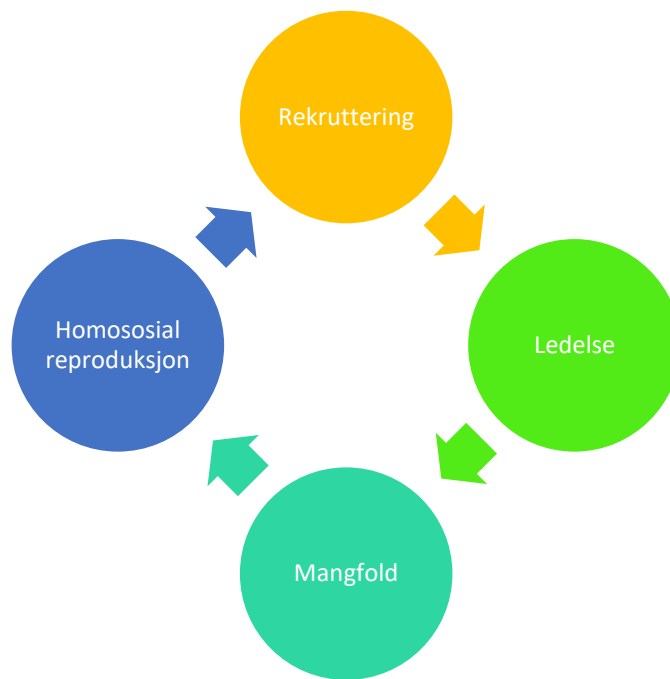 Rekruttering
Ledelse
Mangfold
Homososial
reproduksjon